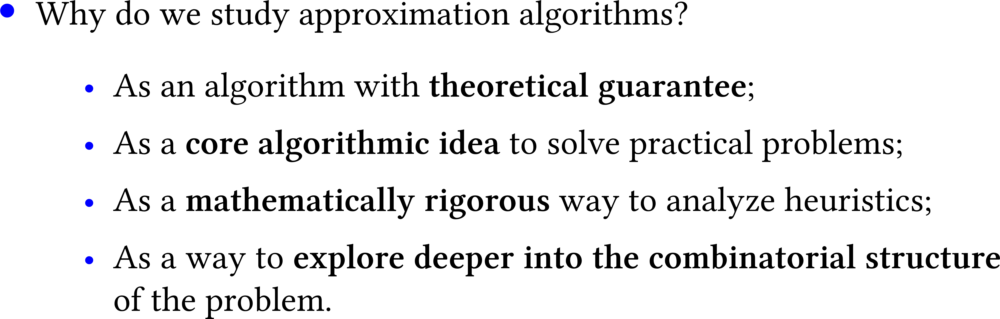 • Why do we study approximation algorithms?
• As an algorithm with theoretical guarantee;
• As a core algorithmic idea to solve practical problems;
• As a mathematically rigorous way to analyze heuristics;
• As a way to explore deeper into the combinatorial structure
of the problem.